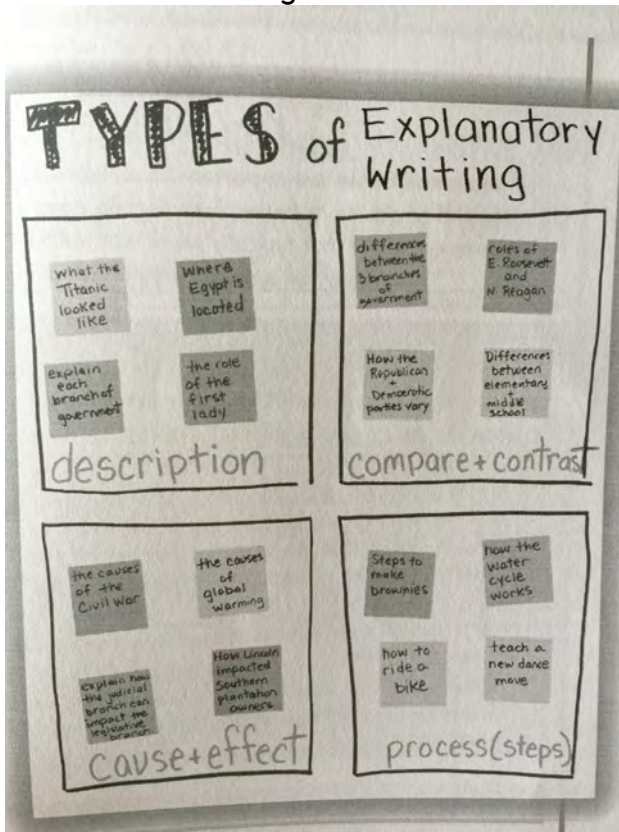 TYPES of Explanatory
Writing
what the
Titanic
looked
like
Where
Egypt is
located
explain
each
branch of
government
the role
of the
first
lady
description
differences
between the
3 branches
of
government
roles of
E. Roosevelt
and
N. Reagan
How the
Republican
+
Democratic
parties vary
Differences
between
elementary
+
middle
school
compare + contrast
the causes
of the
Civil War
the causes
of
global
warming
explain how
the judicial
branch can
impact the
legislative
branch
How Lincoln
impacted
Southern
plantation
owners
cause + effect
Steps to
make
brownies
how the
water
cycle
works
how to
ride a
bike
teach a
new dance
move
process (steps)